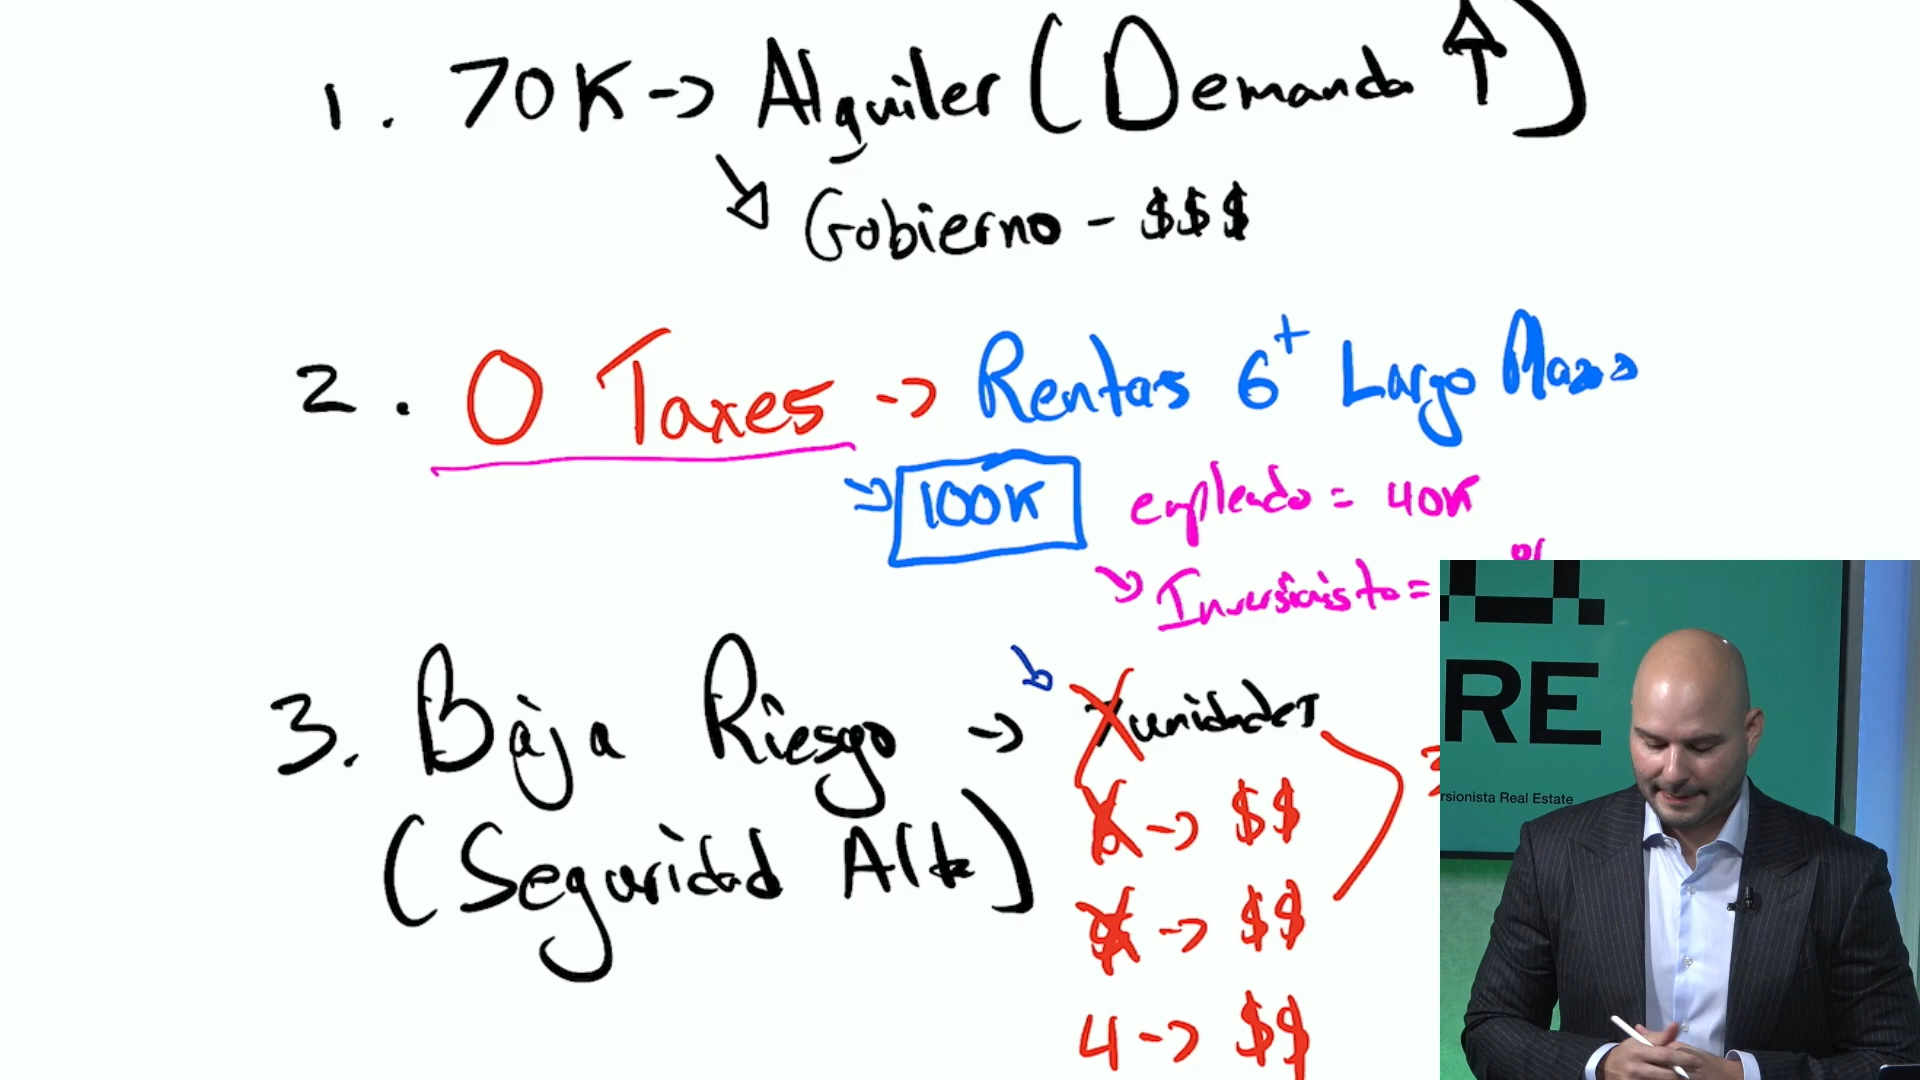 1. 70K → Alquiler (Demanda ↑)
↘ Gobierno - $$$
2. 0 Taxes → Rentas 6+ Largo Plazo
→ 100K empleado = 40K
↘ Inversionista =
3. Baja Riesgo → unidades
(Seguridad Alta)
→ $$
→ $$
4 → $$
RE
rsionista Real Estate